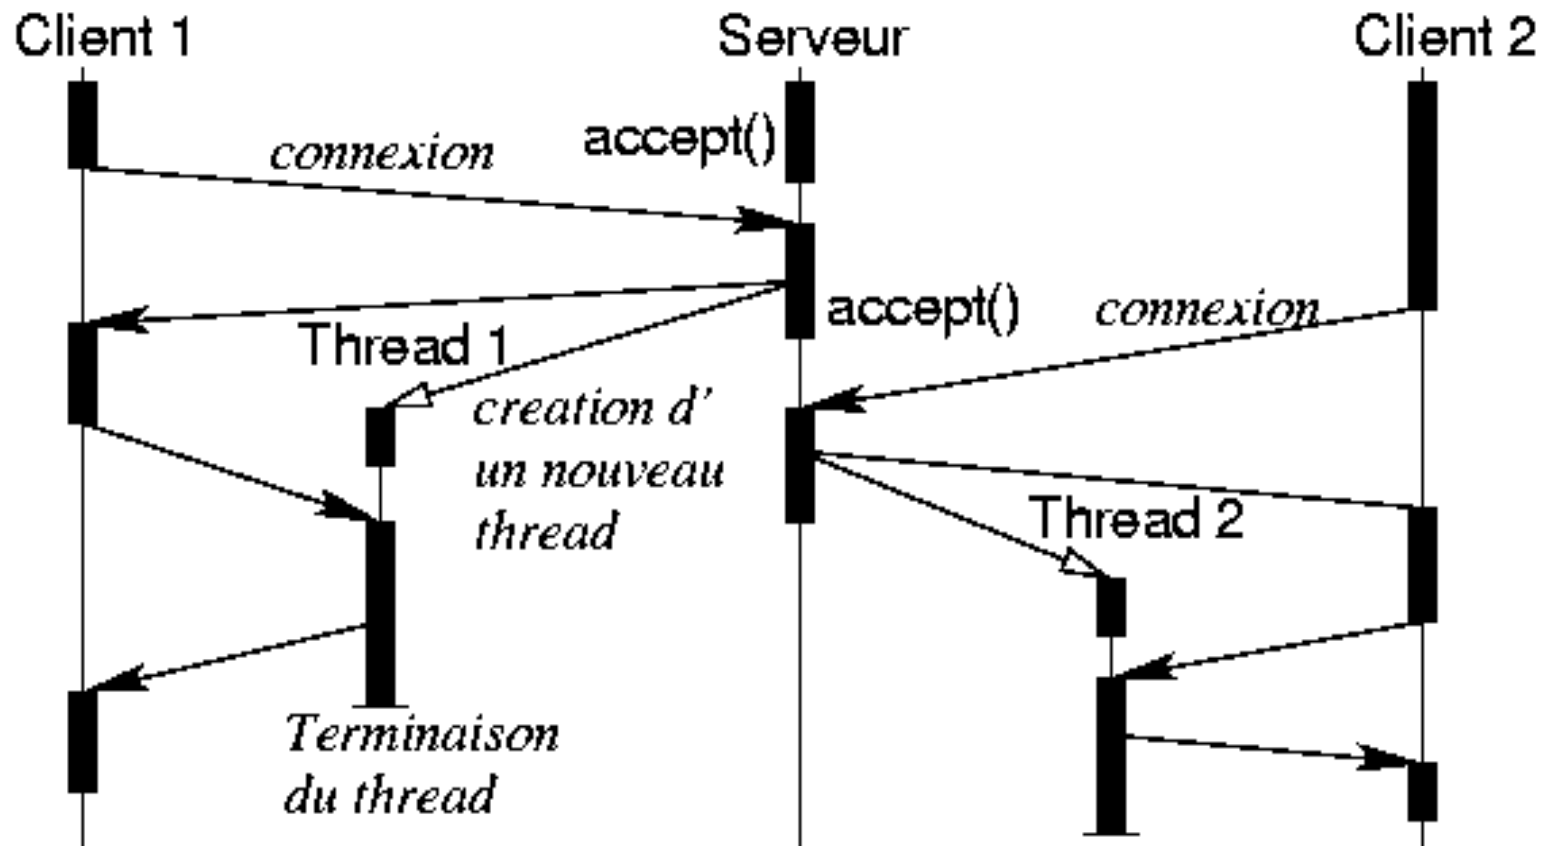 Client 1
Serveur
Client 2
connexion
accept()
accept()
connexion
Thread 1
creation d'
un nouveau
thread
Thread 2
Terminaison
du thread